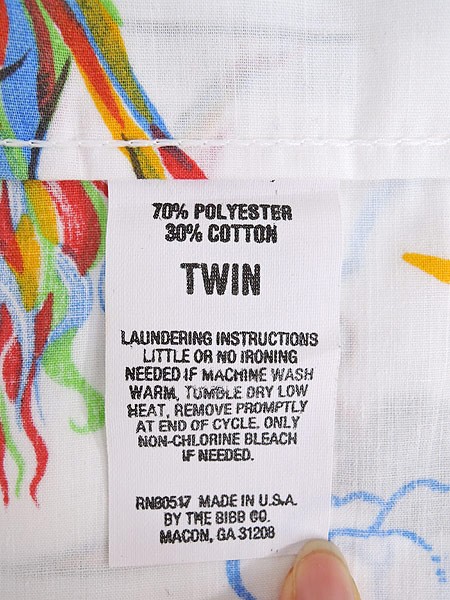 70% POLYESTER
30% COTTON
TWIN
LAUNDERING INSTRUCTIONS
LITTLE OR NO IRONING
NEEDED IF MACHINE WASH
WARM, TUMBLE DRY LOW
HEAT, REMOVE PROMPTLY
AT END OF CYCLE. ONLY
NON-CHLORINE BLEACH
IF NEEDED.
RN80517 MADE IN U.S.A.
BY THE BIBB CO.
MACON, GA 31208